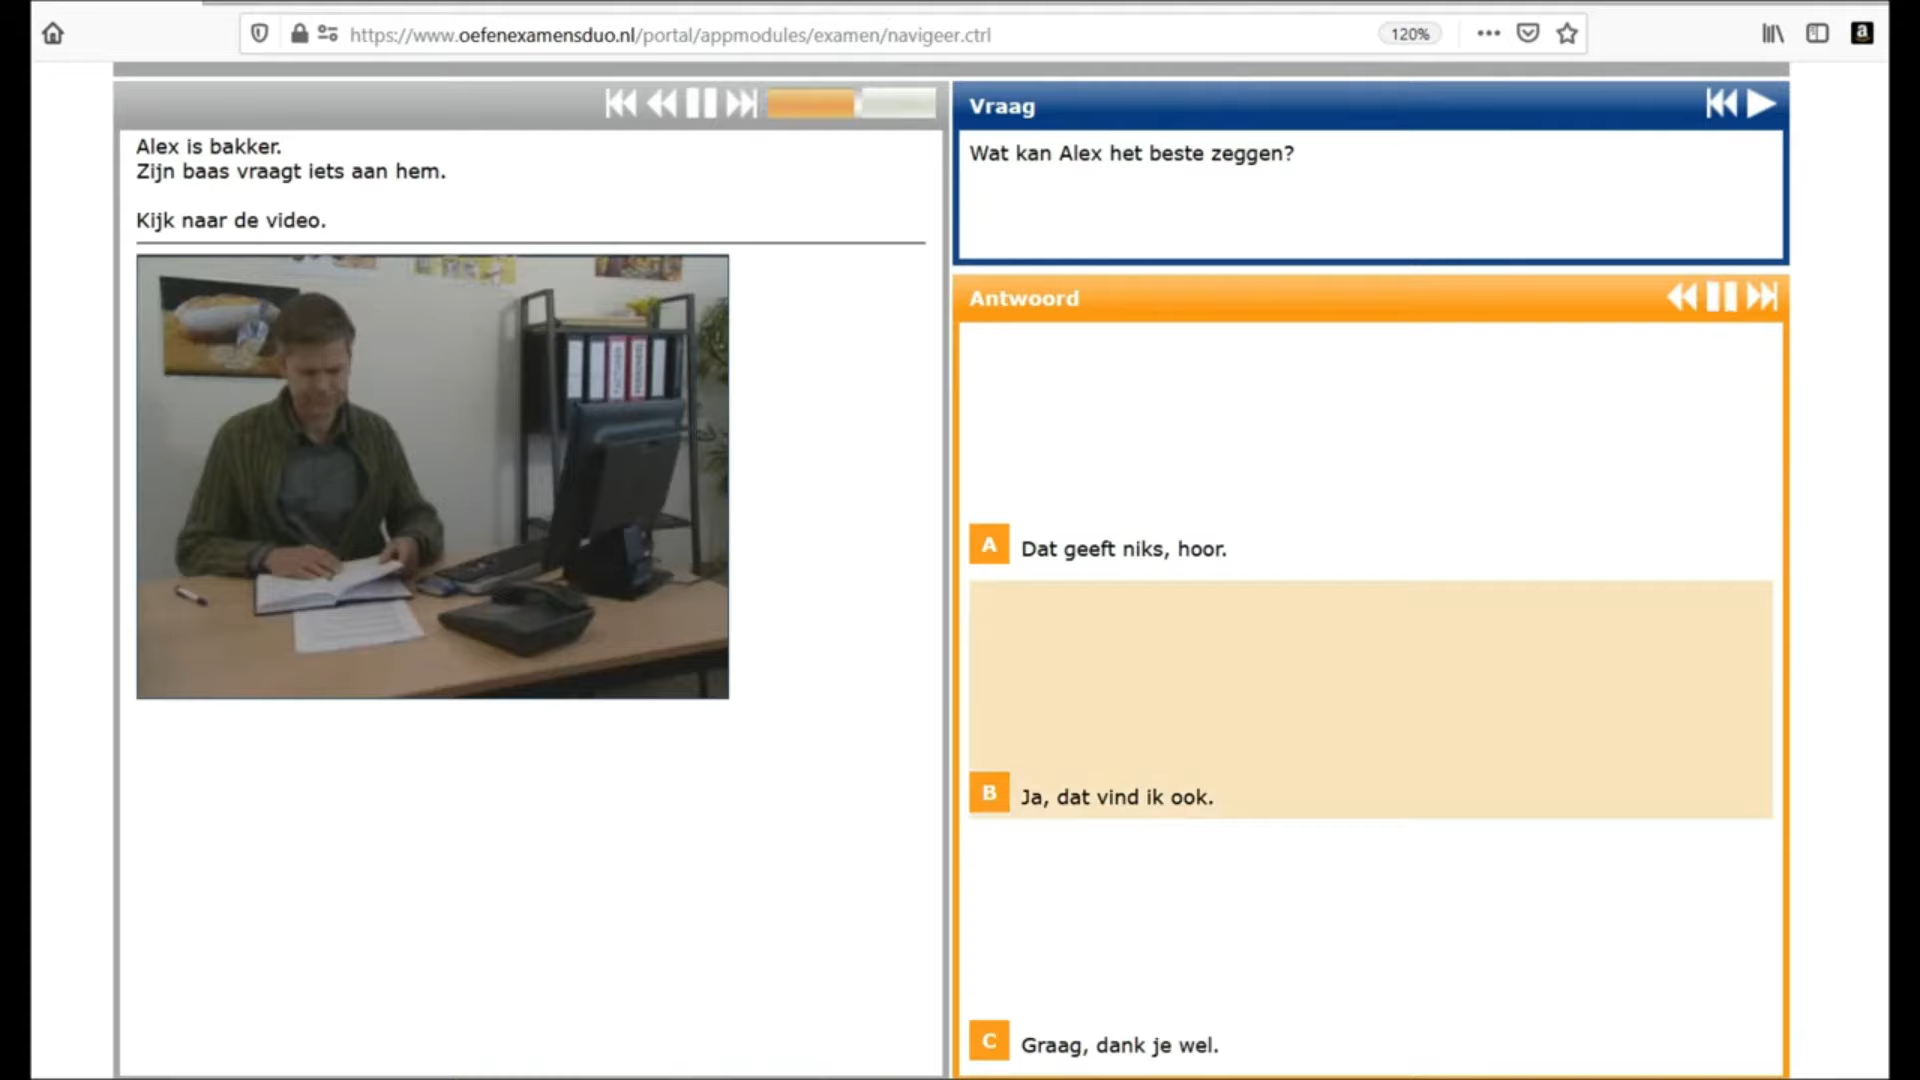 https://www.oefenexamensduo.nl/portal/appmodules/examen/navigeer.ctrl
120%
a
Alex is bakker.
Zijn baas vraagt iets aan hem.
Kijk naar de video.
Vraag
Wat kan Alex het beste zeggen?
Antwoord
A Dat geeft niks, hoor.
B Ja, dat vind ik ook.
C Graag, dank je wel.